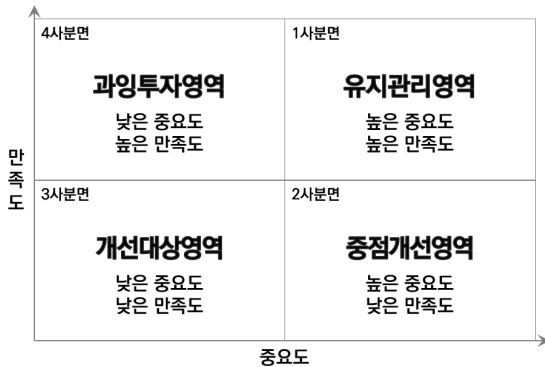 4사분면
과잉투자영역
낮은 중요도
높은 만족도
1사분면
유지관리영역
높은 중요도
높은 만족도
만족도
3사분면
개선대상영역
낮은 중요도
낮은 만족도
2사분면
중점개선영역
높은 중요도
낮은 만족도
중요도